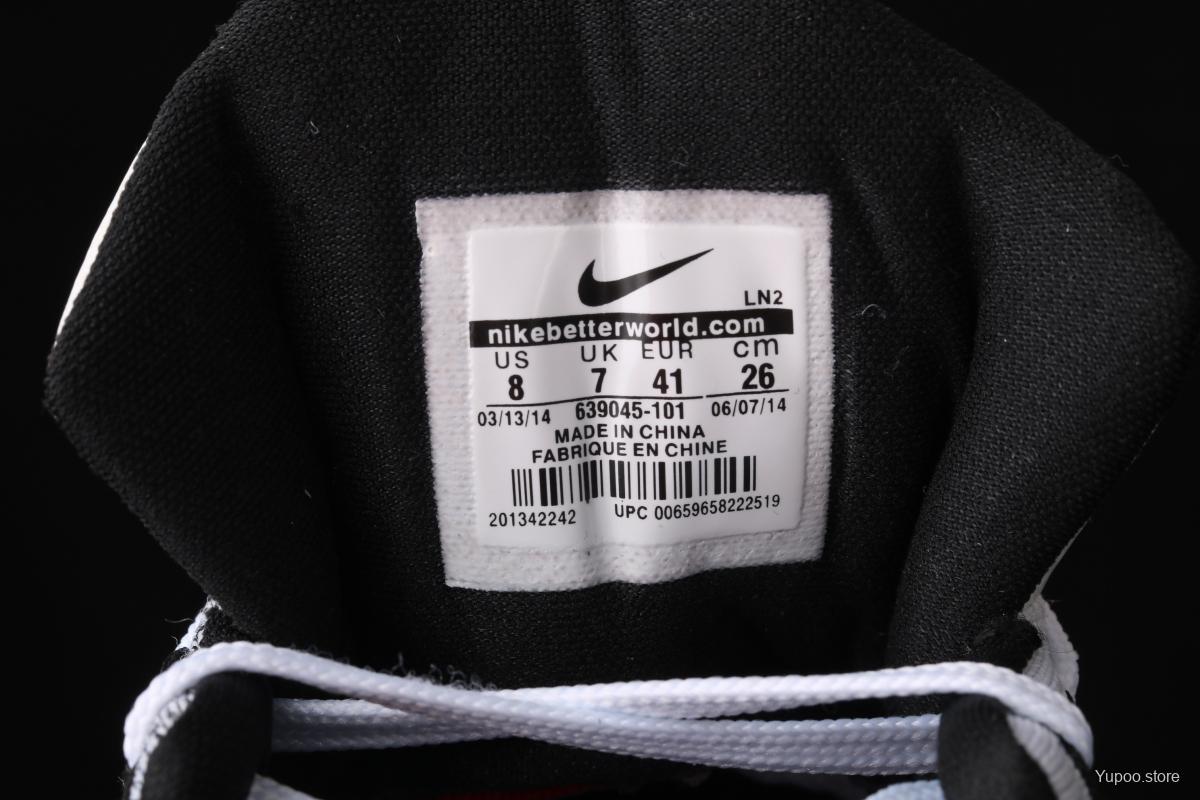 LN2
nikebetterworld.com
US UK EUR cm
8 7 41 26
03/13/14 639045-101 06/07/14
MADE IN CHINA
FABRIQUE EN CHINE
201342242 UPC 00659658222519
Yupoo.store